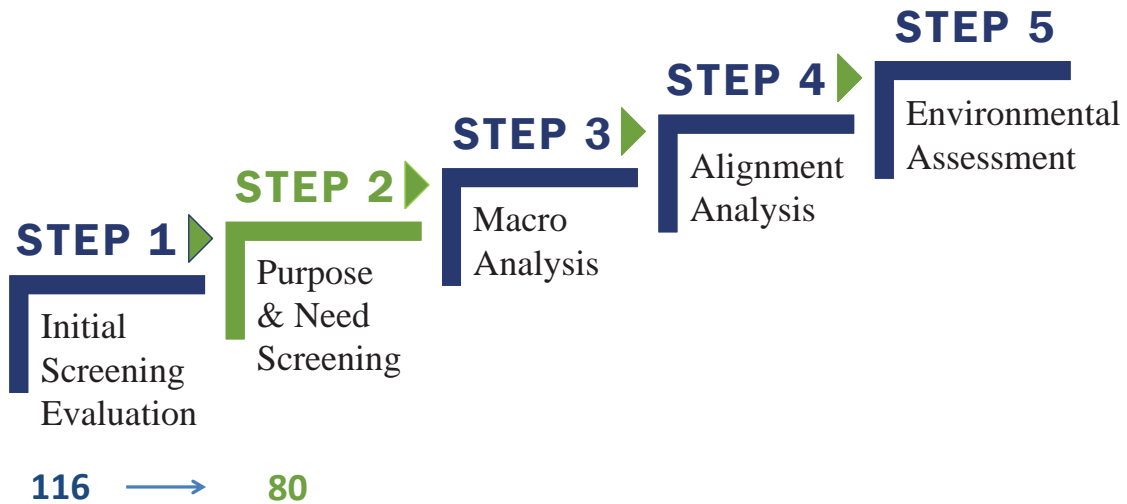 STEP 1
Initial
Screening
Evaluation
STEP 2
Purpose
& Need
Screening
STEP 3
Macro
Analysis
STEP 4
Alignment
Analysis
STEP 5
Environmental
Assessment
116
80